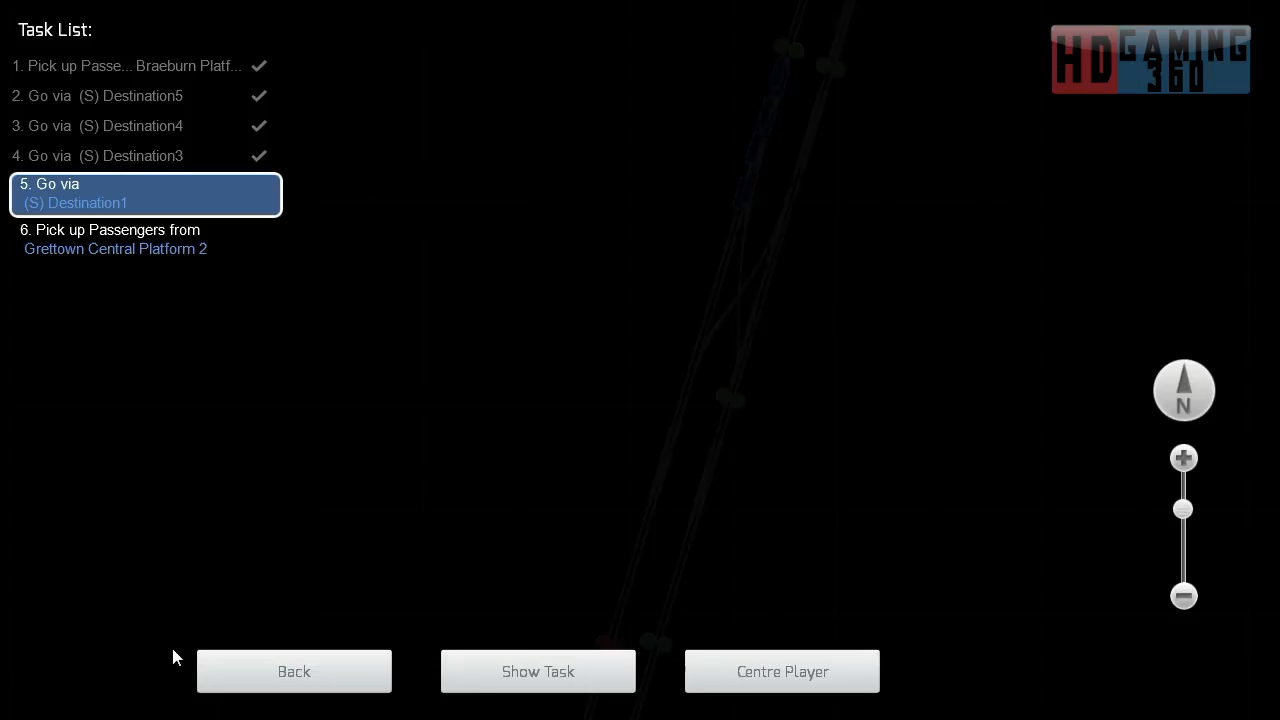 Task List:
1. Pick up Passe... Braeburn Platf...
2. Go via (S) Destination5
3. Go via (S) Destination4
4. Go via (S) Destination3
5. Go via
(S) Destination1
6. Pick up Passengers from
Grettown Central Platform 2
HD GAMING
360
N
Back
Show Task
Centre Player